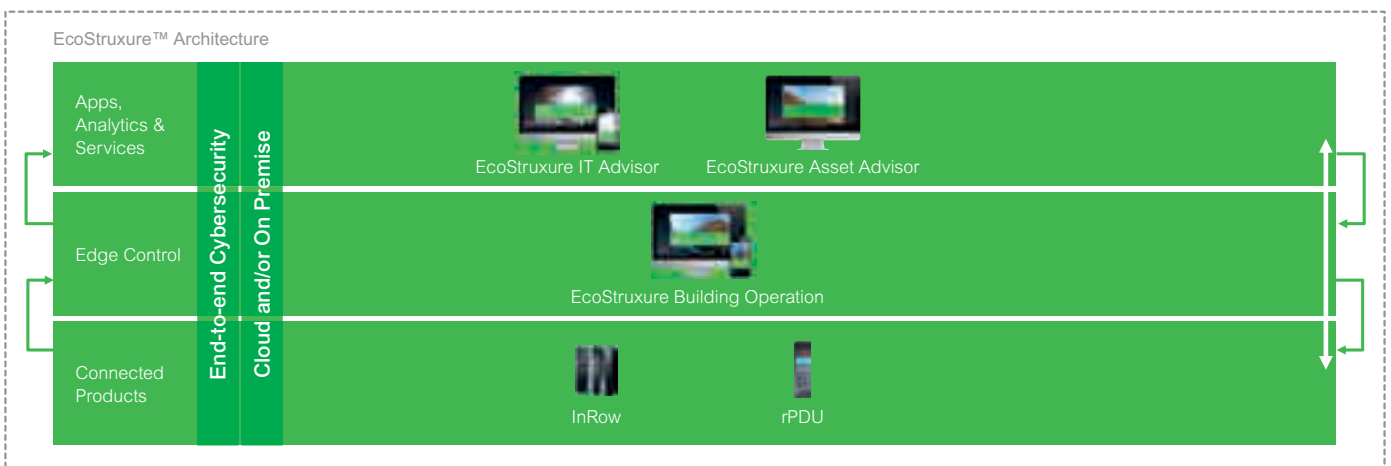 EcoStruxure™ Architecture
Apps,
Analytics &
Services
End-to-end Cybersecurity
Cloud and/or On Premise
EcoStruxure IT Advisor
EcoStruxure Asset Advisor
Edge Control
EcoStruxure Building Operation
Connected
Products
InRow
rPDU